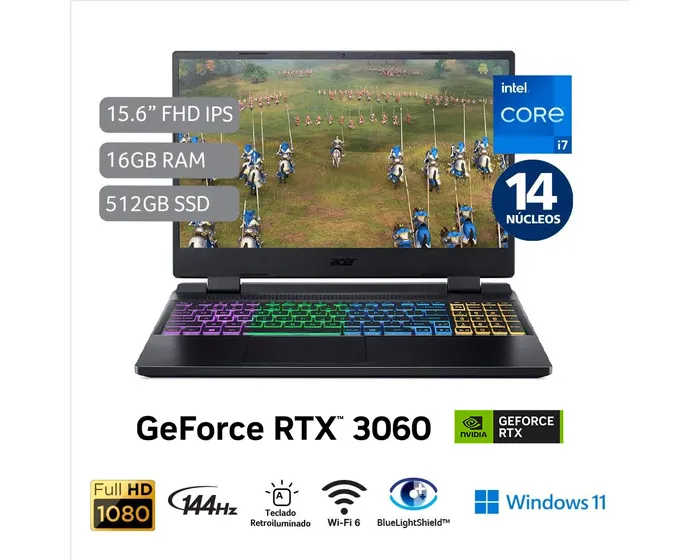 15.6” FHD IPS
16GB RAM
512GB SSD
intel.
CORE
i7
14
NÚCLEOS
acer
GeForce RTX™ 3060
NVIDIA
GEFORCE
RTX
Full HD
1080
144Hz
A
Teclado
Retroiluminado
Wi-Fi 6
BlueLightShield™
Windows 11